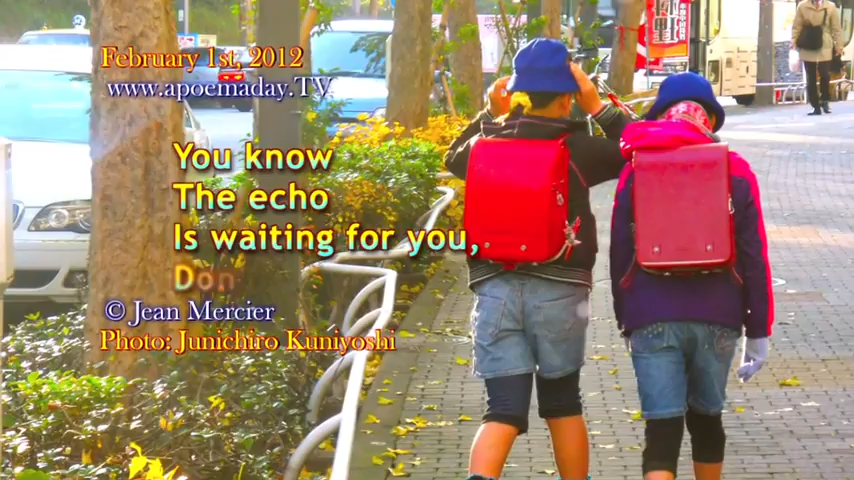 February 1st, 2012
www.apoemaday.TV
You know
The echo
Is waiting for you,
Don
© Jean Mercier
Photo: Junichiro Kuniyoshi